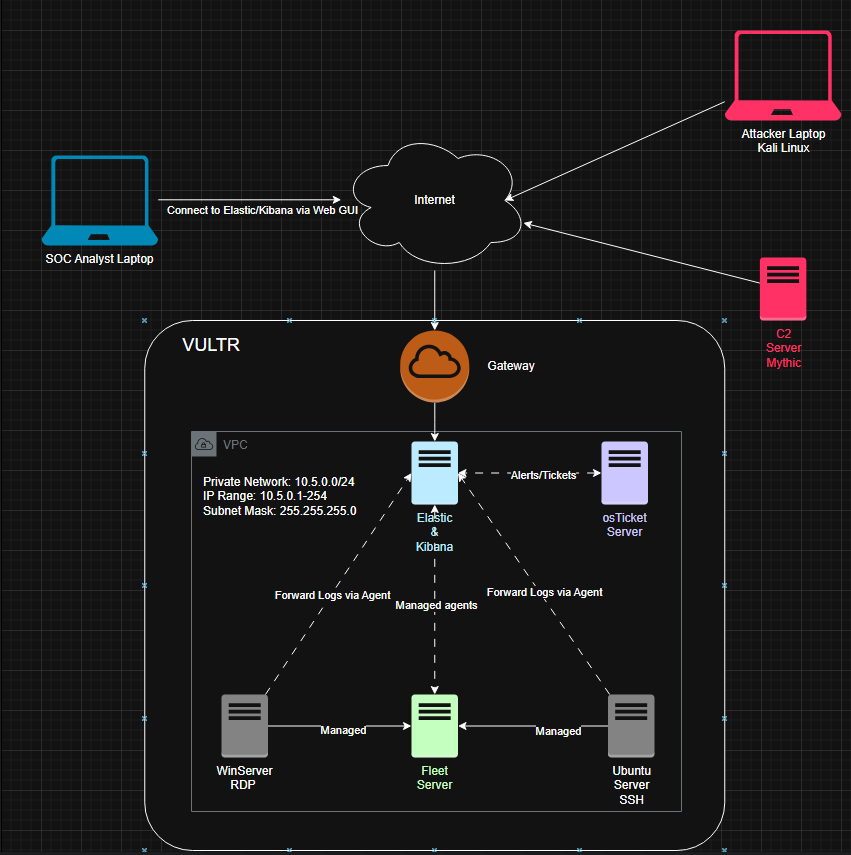 Attacker Laptop
Kali Linux
Internet
Connect to Elastic/Kibana via Web GUI
SOC Analyst Laptop
C2
Server
Mythic
VULTR
Gateway
VPC
Private Network: 10.5.0.0/24
IP Range: 10.5.0.1-254
Subnet Mask: 255.255.255.0
Alerts/Tickets
Elastic
&
Kibana
osTicket
Server
Forward Logs via Agent
Managed agents
Forward Logs via Agent
Managed
Managed
WinServer
RDP
Fleet
Server
Ubuntu
Server
SSH